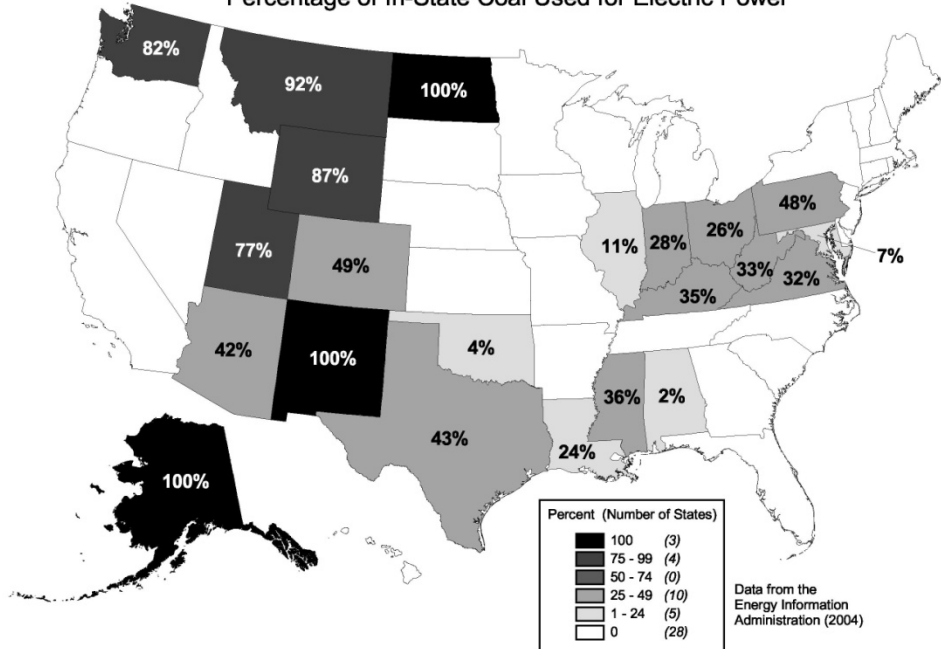 Percentage of In-State Coal Used for Electric Power
82%
92%
100%
87%
48%
11%
28%
26%
7%
77%
49%
33%
32%
35%
42%
100%
4%
36%
2%
43%
24%
100%
Percent (Number of States)
100 (3)
75 - 99 (4)
50 - 74 (0)
25 - 49 (10)
1 - 24 (5)
0 (28)
Data from the
Energy Information
Administration (2004)